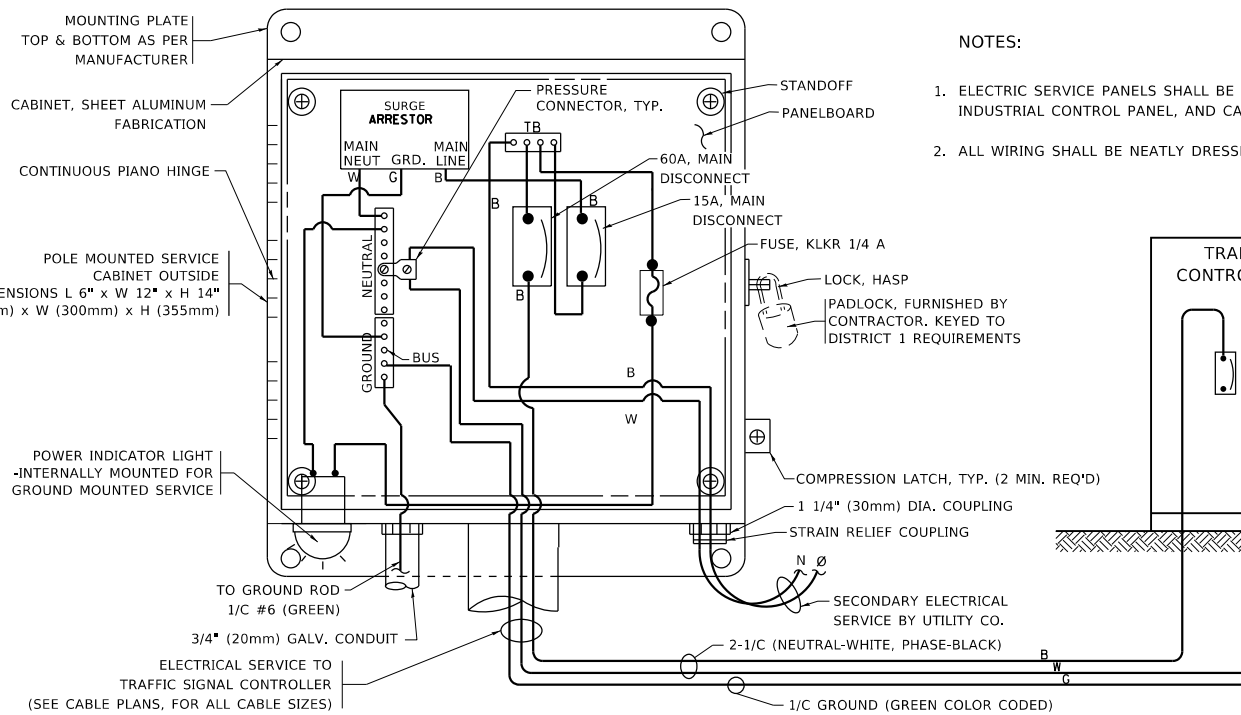 MOUNTING PLATE
TOP & BOTTOM AS PER
MANUFACTURER
CABINET, SHEET ALUMINUM
FABRICATION
CONTINUOUS PIANO HINGE
POLE MOUNTED SERVICE
CABINET OUTSIDE
ENSIONS L 6" x W 12" x H 14"
m) x W (300mm) x H (355mm)
POWER INDICATOR LIGHT
-INTERNALLY MOUNTED FOR
GROUND MOUNTED SERVICE
TO GROUND ROD
1/C #6 (GREEN)
3/4" (20mm) GALV. CONDUIT
ELECTRICAL SERVICE TO
TRAFFIC SIGNAL CONTROLLER
(SEE CABLE PLANS, FOR ALL CABLE SIZES)
SURGE
ARRESTOR
MAIN
NEUT
GRD.
MAIN
LINE
W
G
B
PRESSURE
CONNECTOR, TYP.
TB
60A, MAIN
DISCONNECT
B
B
15A, MAIN
DISCONNECT
B
NEUTRAL
GROUND
BUS
B
W
STANDOFF
PANELBOARD
FUSE, KLKR 1/4 A
LOCK, HASP
PADLOCK, FURNISHED BY
CONTRACTOR. KEYED TO
DISTRICT 1 REQUIREMENTS
COMPRESSION LATCH, TYP. (2 MIN. REQ'D)
1 1/4" (30mm) DIA. COUPLING
STRAIN RELIEF COUPLING
N Ø
SECONDARY ELECTRICAL
SERVICE BY UTILITY CO.
2-1/C (NEUTRAL-WHITE, PHASE-BLACK)
B
W
G
1/C GROUND (GREEN COLOR CODED)
NOTES:
1. ELECTRIC SERVICE PANELS SHALL BE
INDUSTRIAL CONTROL PANEL, AND CA
2. ALL WIRING SHALL BE NEATLY DRESS
TRA
CONTRO